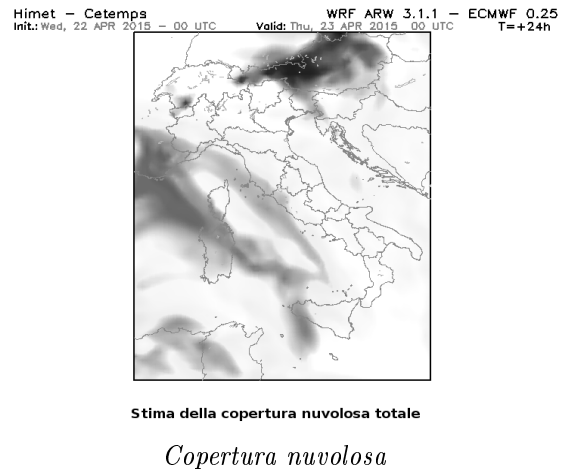 Himet – Cetemps WRF ARW 3.1.1 – ECMWF 0.25
Init.: Wed, 22 APR 2015 – 00 UTC Valid: Thu, 23 APR 2015 00 UTC T=+24h
Stima della copertura nuvolosa totale
Copertura nuvolosa